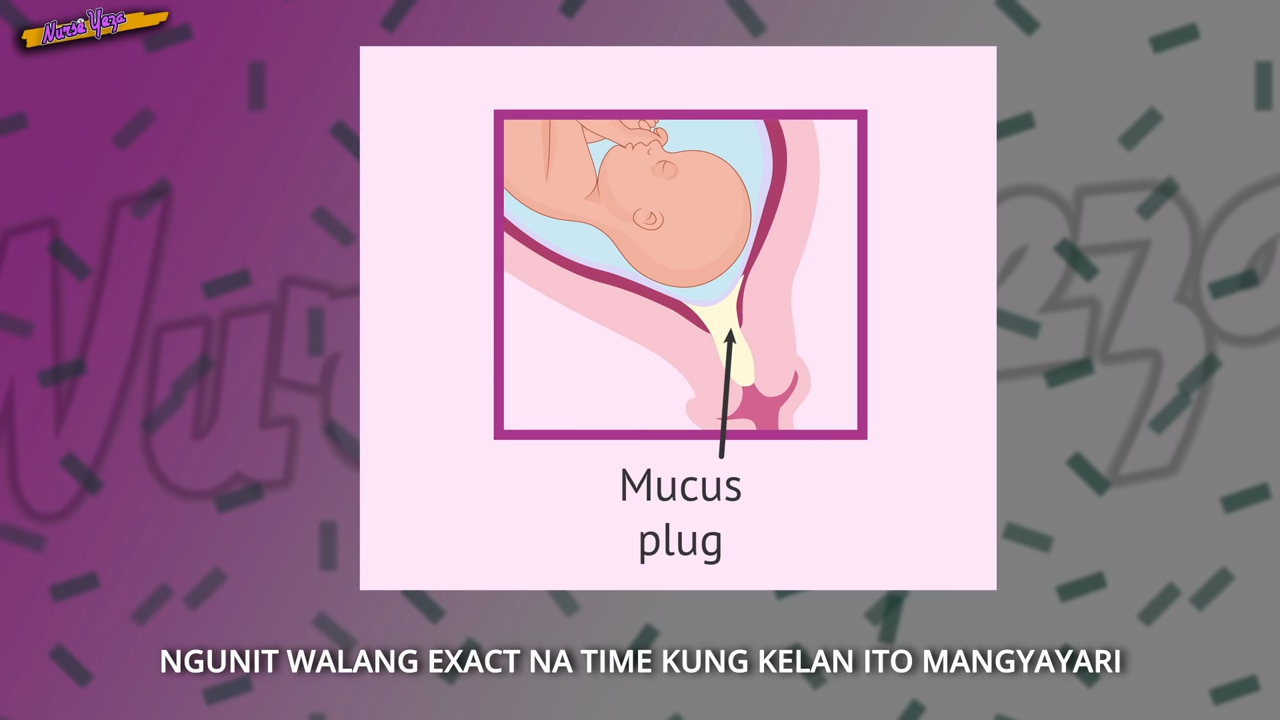 Nurse Yeza
Mucus
plug
NGUNIT WALANG EXACT NA TIME KUNG KELAN ITO MANGYAYARI